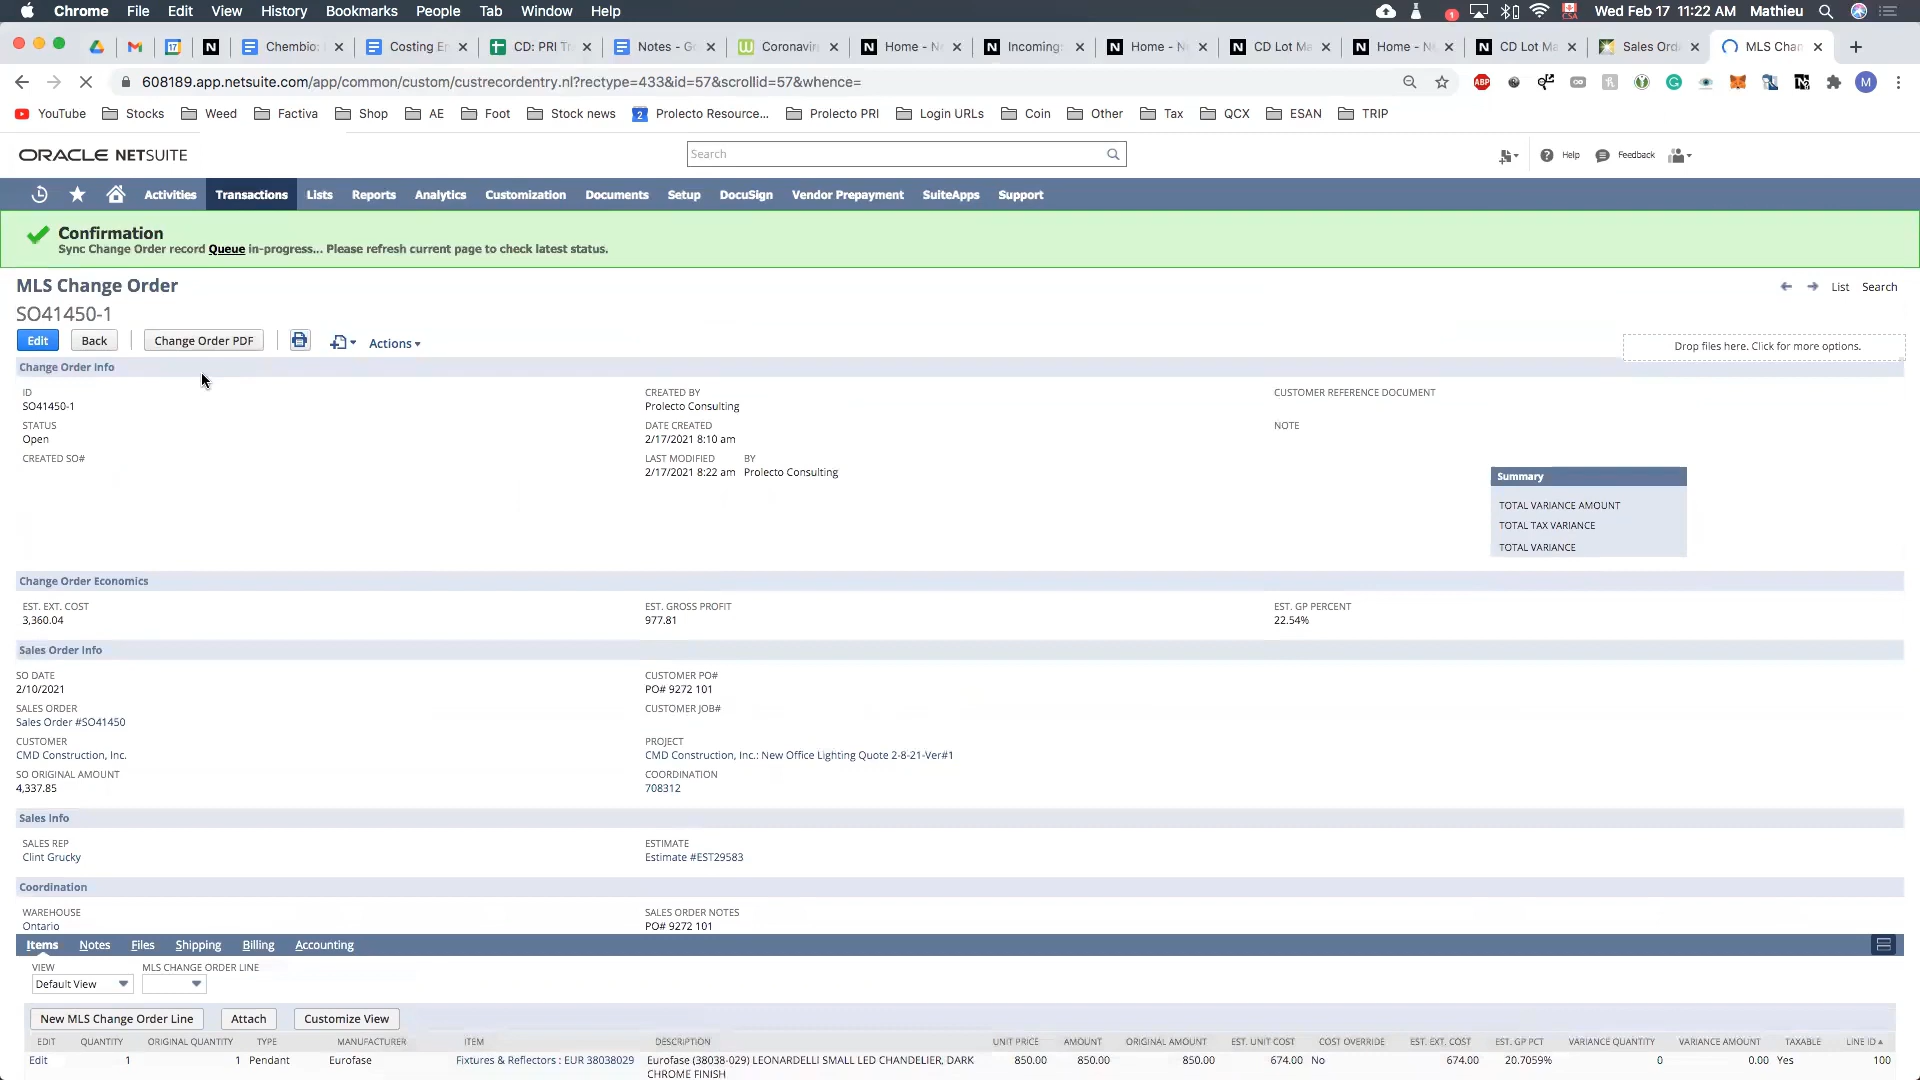 Chrome File Edit View History Bookmarks People Tab Window Help
1 Wed Feb 17 11:22 AM Mathieu
17 Chembio: Costing E CD: PRI Tr Notes - G Coronavir Home - N Incoming Home - N CD Lot Ma Home - N CD Lot Ma Sales Ord MLS Chan
608189.app.netsuite.com/app/common/custom/custrecordentry.nl?rectype=433&id=57&scrollid=57&whence=
ABP M
YouTube Stocks Weed Factiva Shop AE Foot Stock news Prolecto Resource... Prolecto PRI Login URLs Coin Other Tax QCX ESAN TRIP
ORACLE NETSUITE
Search
Help Feedback
Activities Transactions Lists Reports Analytics Customization Documents Setup DocuSign Vendor Prepayment SuiteApps Support
Confirmation
Sync Change Order record Queue in-progress... Please refresh current page to check latest status.
MLS Change Order
List Search
SO41450-1
Edit Back Change Order PDF Actions
Drop files here. Click for more options.
Change Order Info
ID
SO41450-1
STATUS
Open
CREATED SO#
CREATED BY
Prolecto Consulting
DATE CREATED
2/17/2021 8:10 am
LAST MODIFIED BY
2/17/2021 8:22 am Prolecto Consulting
CUSTOMER REFERENCE DOCUMENT
NOTE
Summary
TOTAL VARIANCE AMOUNT
TOTAL TAX VARIANCE
TOTAL VARIANCE
Change Order Economics
EST. EXT. COST
3,360.04
EST. GROSS PROFIT
977.81
EST. GP PERCENT
22.54%
Sales Order Info
SO DATE
2/10/2021
SALES ORDER
Sales Order #SO41450
CUSTOMER
CMD Construction, Inc.
SO ORIGINAL AMOUNT
4,337.85
CUSTOMER PO#
PO# 9272 101
CUSTOMER JOB#
PROJECT
CMD Construction, Inc.: New Office Lighting Quote 2-8-21-Ver#1
COORDINATION
708312
Sales Info
SALES REP
Clint Grucky
ESTIMATE
Estimate #EST29583
Coordination
WAREHOUSE
Ontario
SALES ORDER NOTES
PO# 9272 101
Items Notes Files Shipping Billing Accounting
VIEW MLS CHANGE ORDER LINE
Default View
New MLS Change Order Line Attach Customize View
EDIT QUANTITY ORIGINAL QUANTITY TYPE MANUFACTURER ITEM DESCRIPTION UNIT PRICE AMOUNT ORIGINAL AMOUNT EST. UNIT COST COST OVERRIDE EST. EXT. COST EST. GP PCT VARIANCE QUANTITY VARIANCE AMOUNT TAXABLE LINE ID
Edit 1 1 Pendant Eurofase Fixtures & Reflectors : EUR 38038029 Eurofase (38038-029) LEONARDELLI SMALL LED CHANDELIER, DARK 850.00 850.00 850.00 674.00 No 674.00 20.7059% 0 0.00 Yes 100
CHROME FINISH